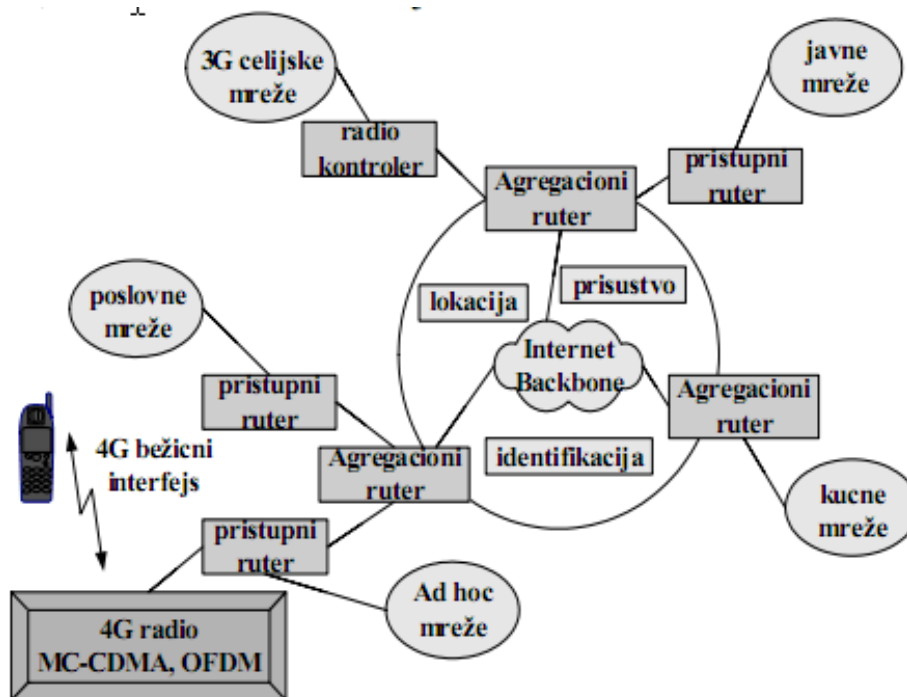 3G celijske
mreže
javne
mreže
radio
kontroler
pristupni
ruter
Agregacioni
ruter
lokacija
prisustvo
poslovne
mreže
Internet
Backbone
pristupni
ruter
Agregacioni
ruter
4G bežicni
interfejs
Agregacioni
ruter
identifikacija
kucne
mreže
pristupni
ruter
Ad hoc
mreže
4G radio
MC-CDMA, OFDM